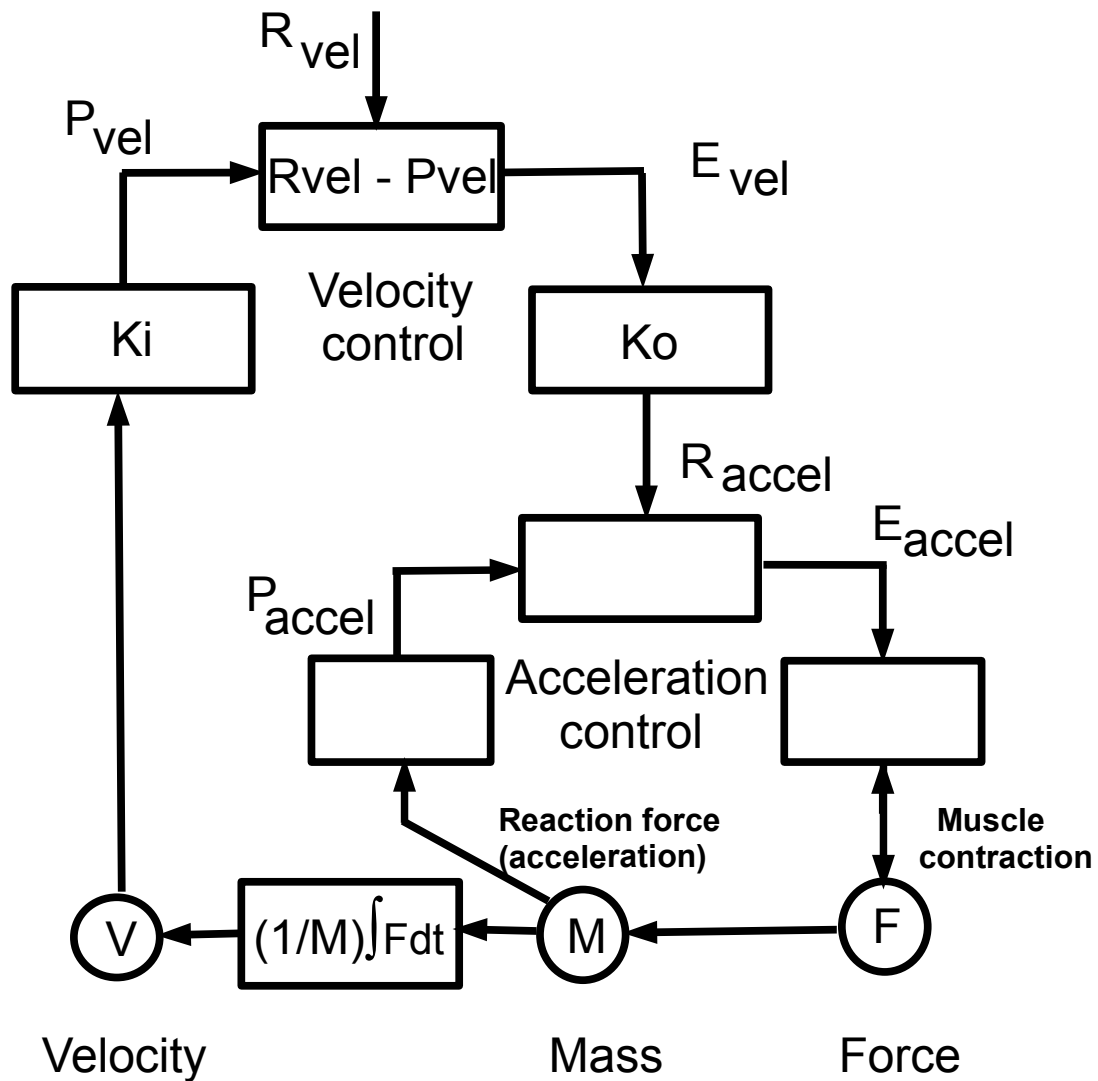 R vel
P vel
Rvel - Pvel
E vel
Velocity
control
Ki
Ko
R accel
E accel
P accel
Acceleration
control
Reaction force
(acceleration)
Muscle
contraction
V
(1/M)∫Fdt
M
F
Velocity
Mass
Force